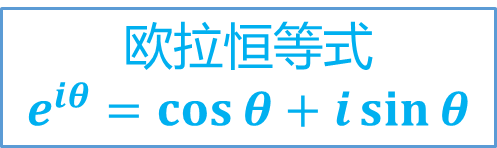 欧拉恒等式
e^{iθ} = cos θ + i sin θ